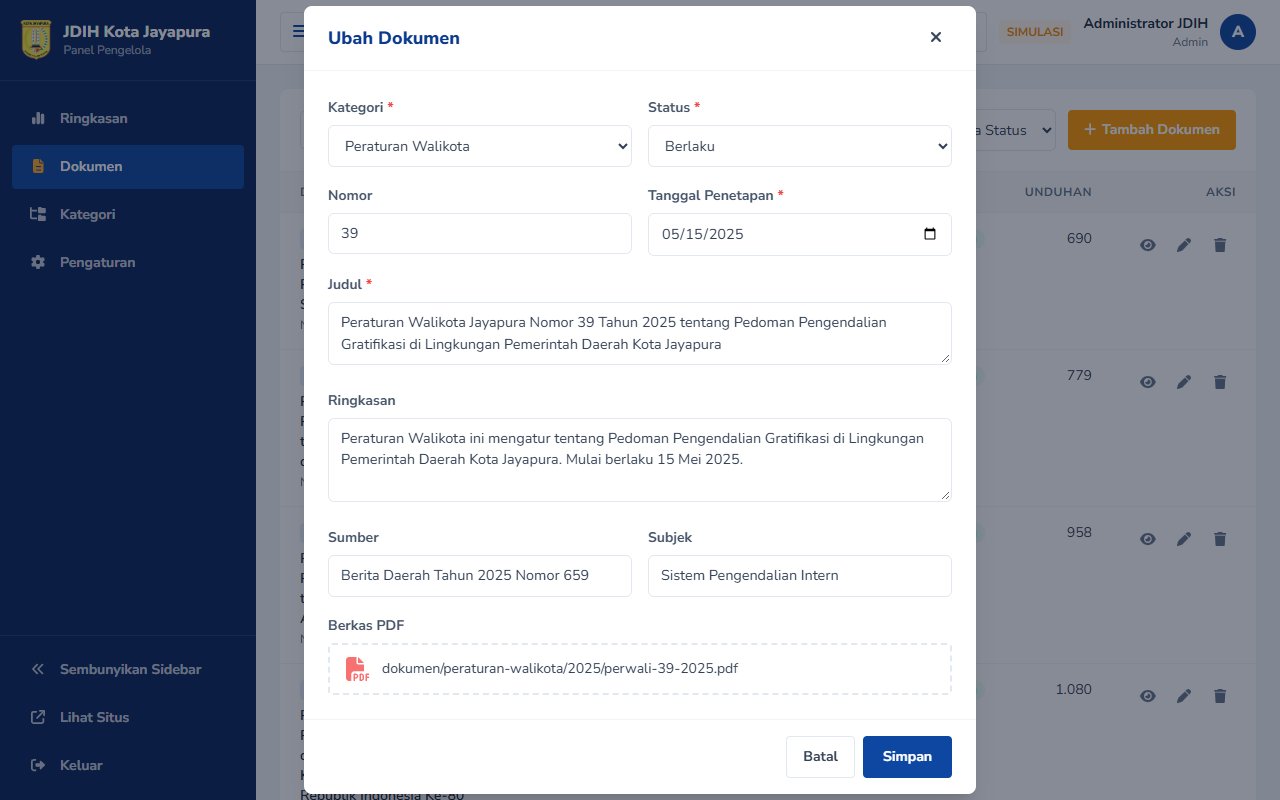 JDIH Kota Jayapura
Panel Pengelola
Ringkasan
Dokumen
Kategori
Pengaturan
Sembunyikan Sidebar
Lihat Situs
Keluar
SIMULASI
Administrator JDIH
Admin
A
Status
+ Tambah Dokumen
UNDUHAN
AKSI
690
779
958
1.080
Republik Indonesia Ke-80
Ubah Dokumen
Kategori *
Status *
Peraturan Walikota
Berlaku
Nomor
Tanggal Penetapan *
39
05/15/2025
Judul *
Peraturan Walikota Jayapura Nomor 39 Tahun 2025 tentang Pedoman Pengendalian
Gratifikasi di Lingkungan Pemerintah Daerah Kota Jayapura
Ringkasan
Peraturan Walikota ini mengatur tentang Pedoman Pengendalian Gratifikasi di Lingkungan
Pemerintah Daerah Kota Jayapura. Mulai berlaku 15 Mei 2025.
Sumber
Subjek
Berita Daerah Tahun 2025 Nomor 659
Sistem Pengendalian Intern
Berkas PDF
PDF
dokumen/peraturan-walikota/2025/perwali-39-2025.pdf
Batal
Simpan